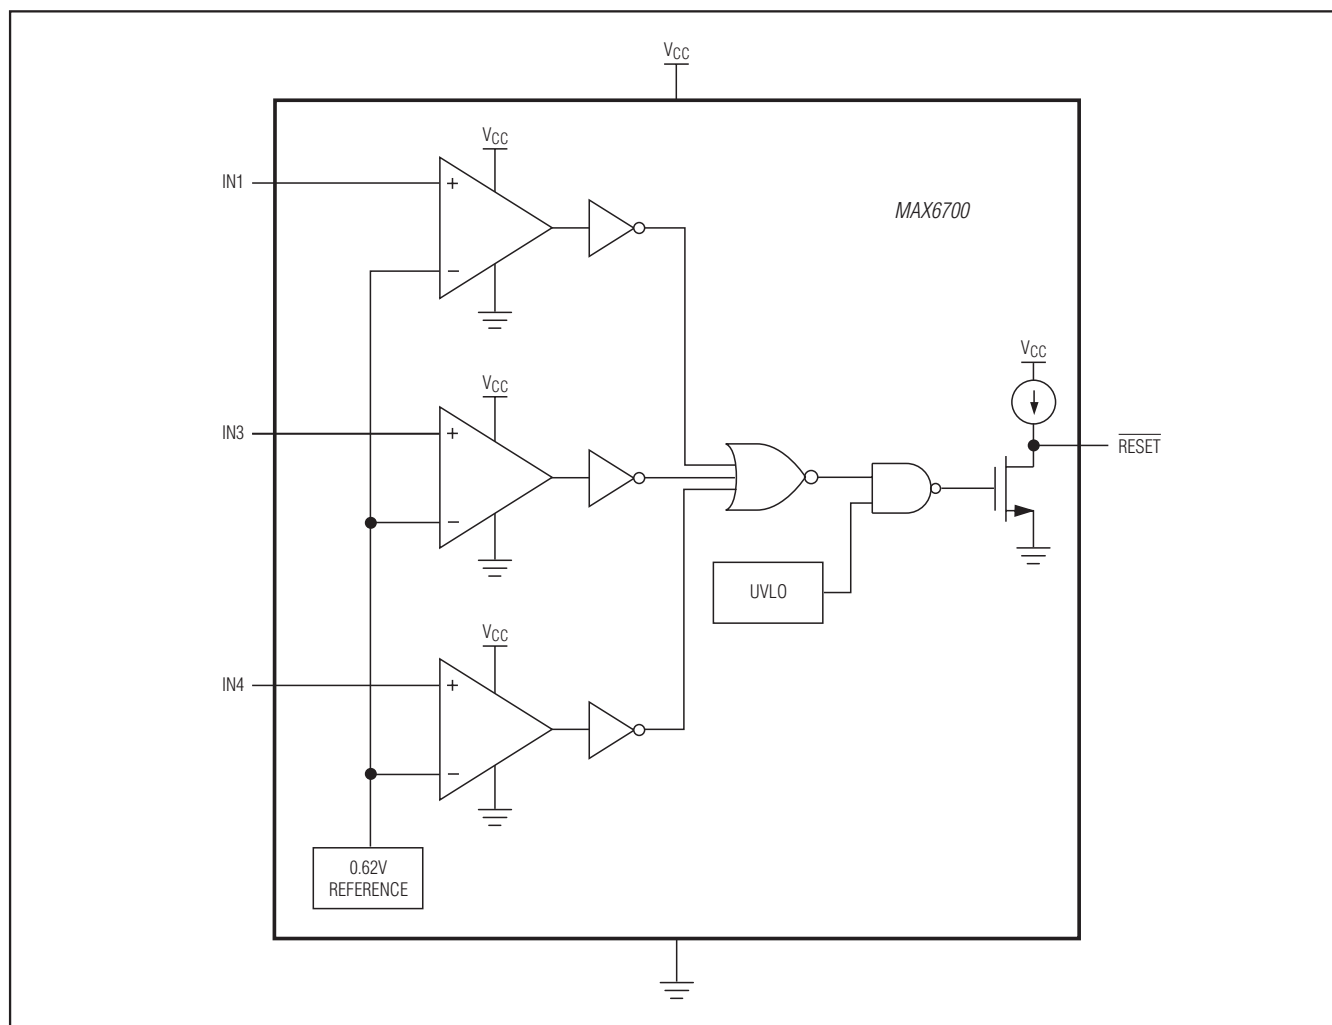 VCC
VCC
IN1
+
MAX6700
−
VCC
VCC
IN3
+
RESET
−
UVLO
VCC
IN4
+
−
0.62V
REFERENCE